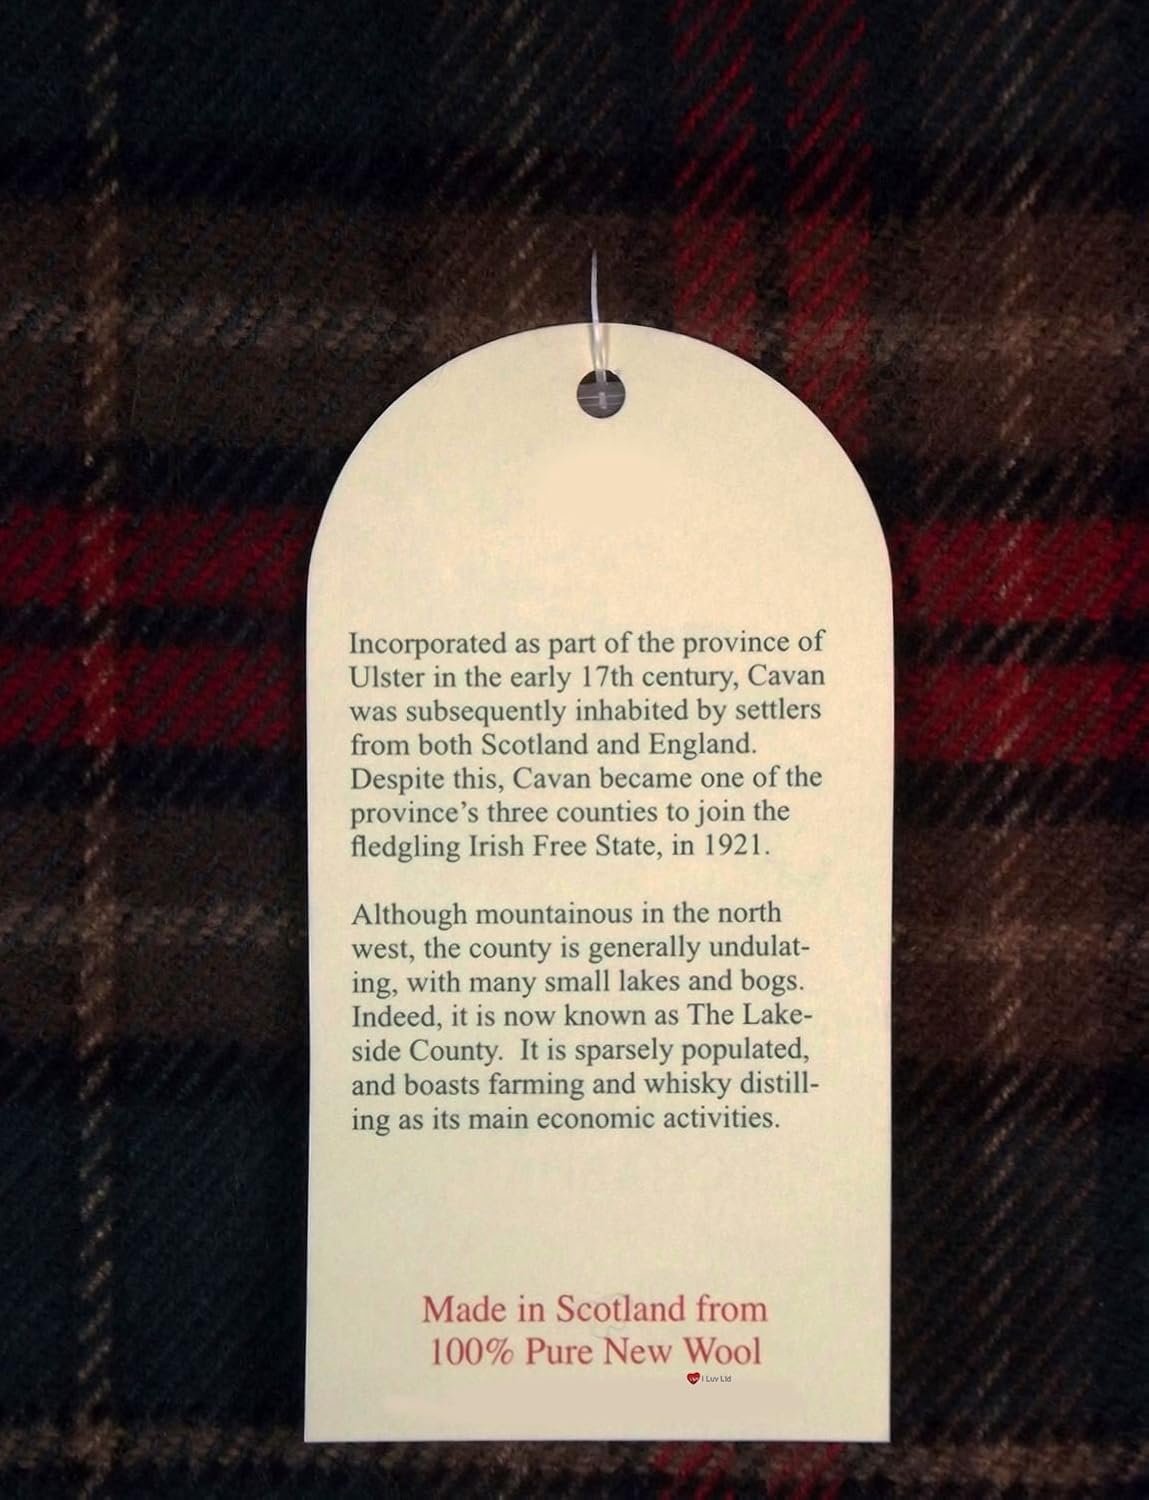 Incorporated as part of the province of
Ulster in the early 17th century, Cavan
was subsequently inhabited by settlers
from both Scotland and England.
Despite this, Cavan became one of the
province's three counties to join the
fledgling Irish Free State, in 1921.
Although mountainous in the north
west, the county is generally undulat-
ing, with many small lakes and bogs.
Indeed, it is now known as The Lake-
side County.  It is sparsely populated,
and boasts farming and whisky distill-
ing as its main economic activities.
Made in Scotland from
100% Pure New Wool
I Luv Ltd